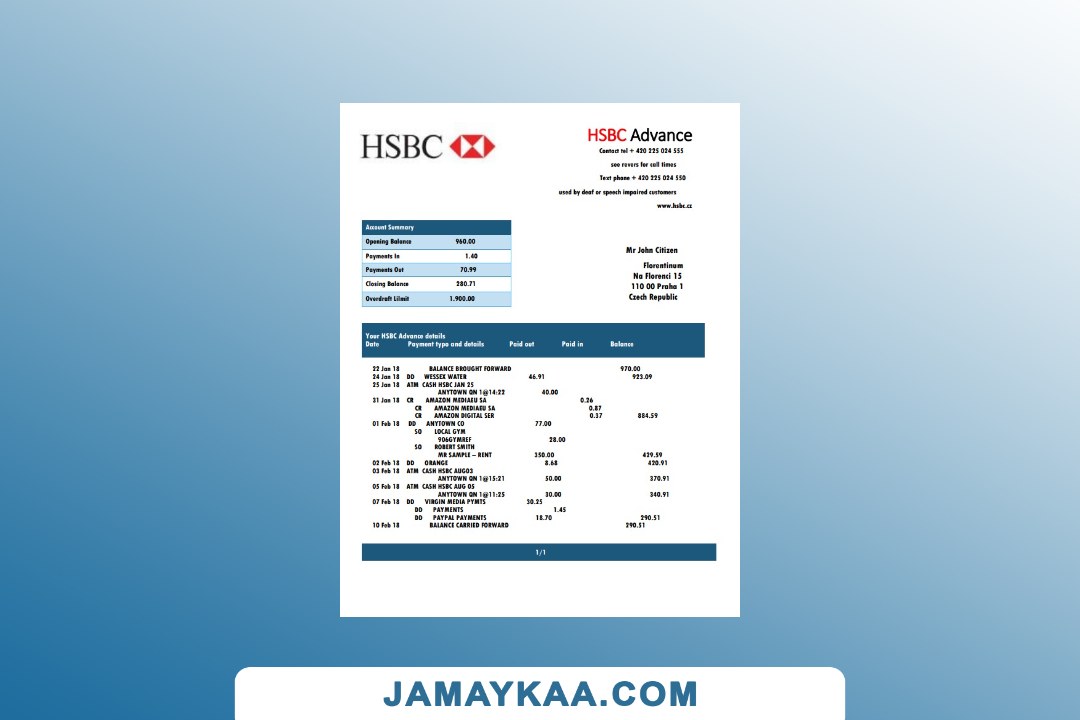 HSBC
HSBC Advance
Contact tel + 420 225 024 555
see revers for call times
Text phone + 420 225 024 550
used by deaf or speech impaired customers
www.hsbc.cz
Account Summary
Opening Balance 960.00
Payments In 1.40
Payments Out 70.99
Closing Balance 280.71
Overdraft Lilmit 1.900.00
Mr John Citizen
Florentinum
Na Florenci 15
110 00 Praha 1
Czech Republic
Your HSBC Advance details
Date Payment type and details Paid out Paid in Balance
22 Jan 18 BALANCE BROUGHT FORWARD 970.00
24 Jan 18 DD WESSEX WATER 46.91 923.09
25 Jan 18 ATM CASH HSBC JAN 25
ANYTOWN QN 1@14:22 40.00
31 Jan 18 CR AMAZON MEDIAEU SA 0.26
CR AMAZON MEDIAEU SA 0.87
CR AMAZON DIGITAL SER 0.37 884.59
01 Feb 18 DD ANYTOWN CO 77.00
SO LOCAL GYM
906GYMREF 28.00
SO ROBERT SMITH
MR SAMPLE – RENT 350.00 429.59
02 Feb 18 DD ORANGE 8.68 420.91
03 Feb 18 ATM CASH HSBC AUG03
ANYTOWN QN 1@15:21 50.00 370.91
05 Feb 18 ATM CASH HSBC AUG 05
ANYTOWN QN 1@11:25 30.00 340.91
07 Feb 18 DD VIRGIN MEDIA PYMTS 30.25
DD PAYMENTS 1.45
DD PAYPAL PAYMENTS 18.70 290.51
10 Feb 18 BALANCE CARRIED FORWARD 290.51
1/1
JAMAYKAA.COM